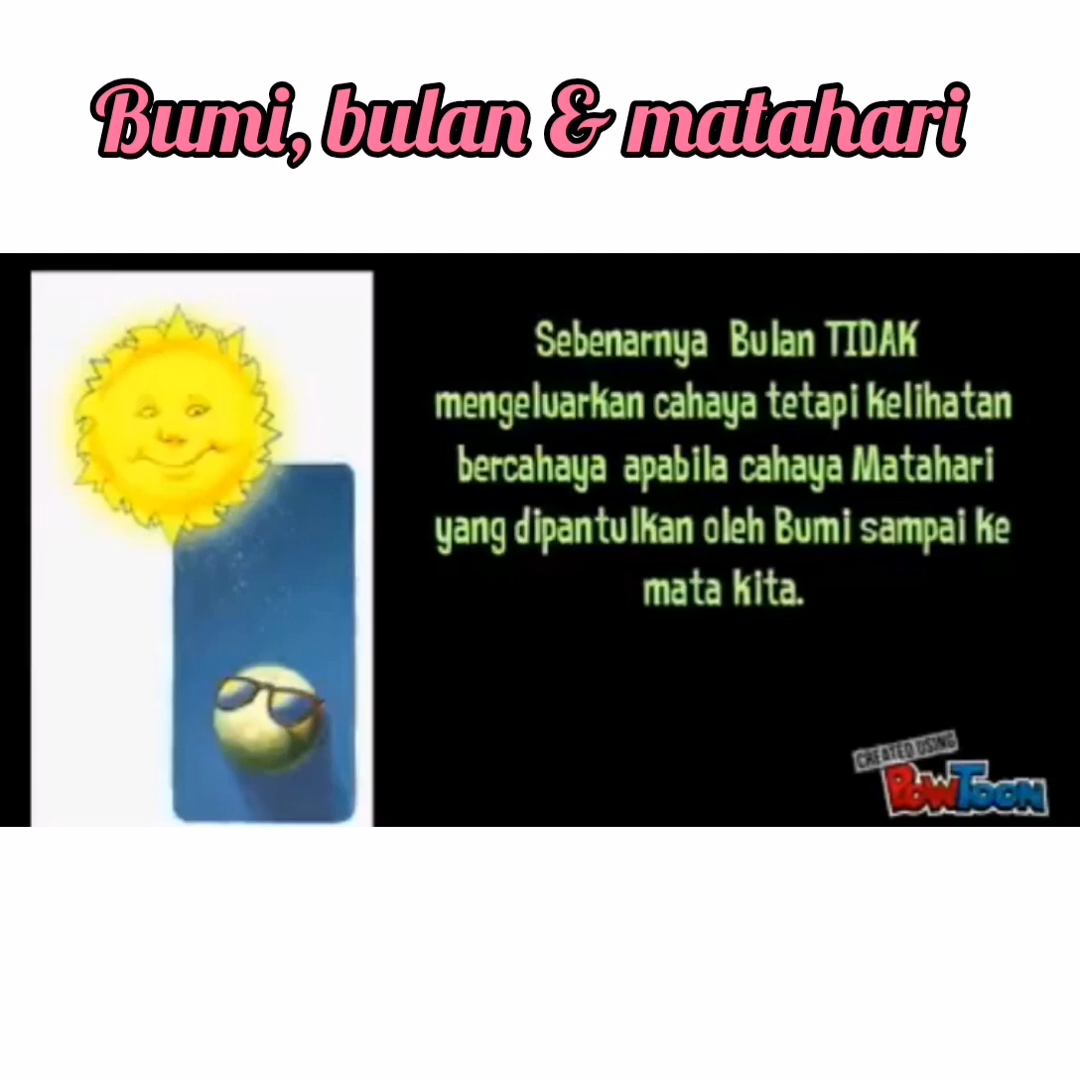 Bumi, bulan & matahari
Sebenarnya Bulan TIDAK
mengeluarkan cahaya tetapi kelihatan
bercahaya apabila cahaya Matahari
yang dipantulkan oleh Bumi sampai ke
mata kita.
CREATED USING
POWTOON